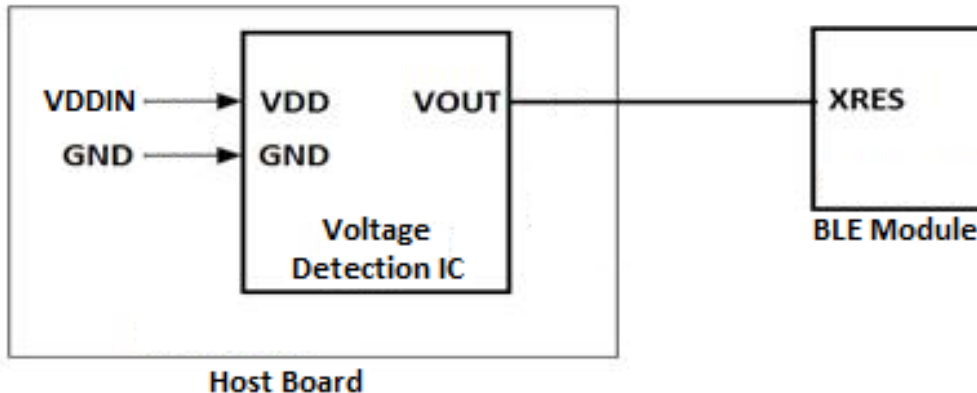 VDDIN
VDD
VOUT
XRES
GND
GND
Voltage
Detection IC
BLE Module
Host Board